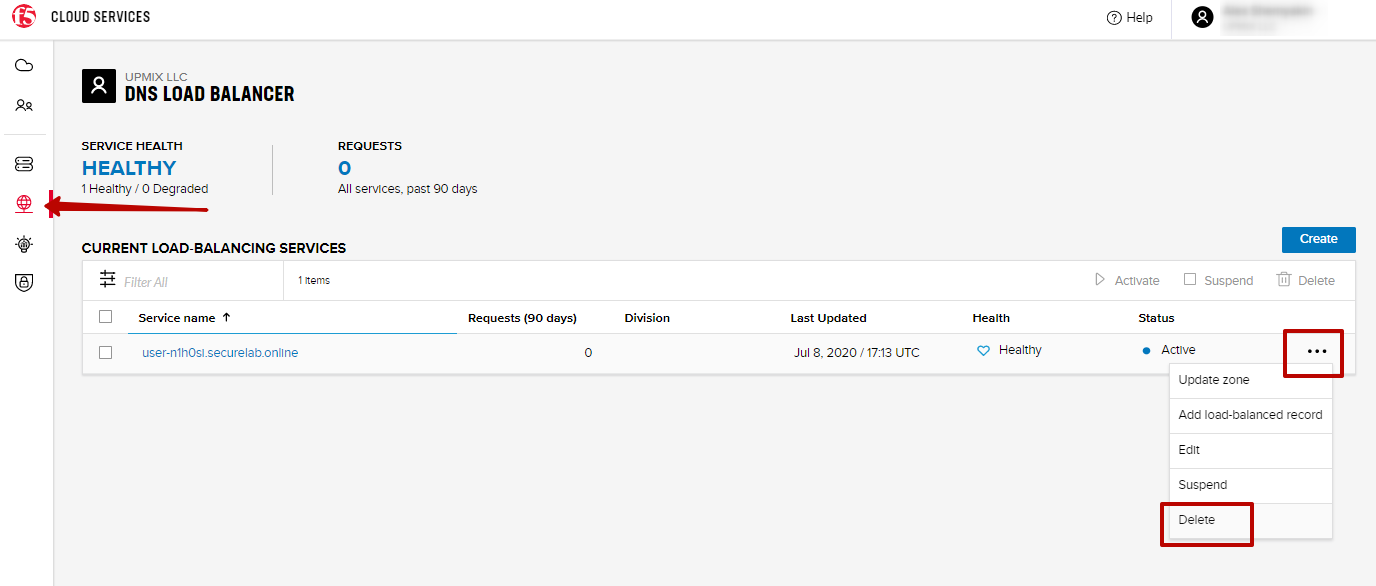 f5 CLOUD SERVICES
Help
UPMIX LLC
DNS LOAD BALANCER
SERVICE HEALTH
HEALTHY
1 Healthy / 0 Degraded
REQUESTS
0
All services, past 90 days
CURRENT LOAD-BALANCING SERVICES
Create
Filter All
1 Items
Activate
Suspend
Delete
Service name ↑ Requests (90 days) Division Last Updated Health Status
user-n1h0sl.securelab.online 0 Jul 8, 2020 / 17:13 UTC Healthy Active
Update zone
Add load-balanced record
Edit
Suspend
Delete